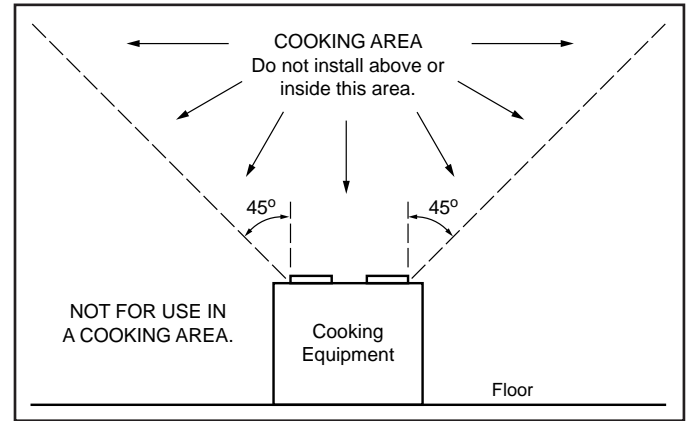 COOKING AREA
Do not install above or
inside this area.
45º
45º
NOT FOR USE IN
A COOKING AREA.
Cooking
Equipment
Floor